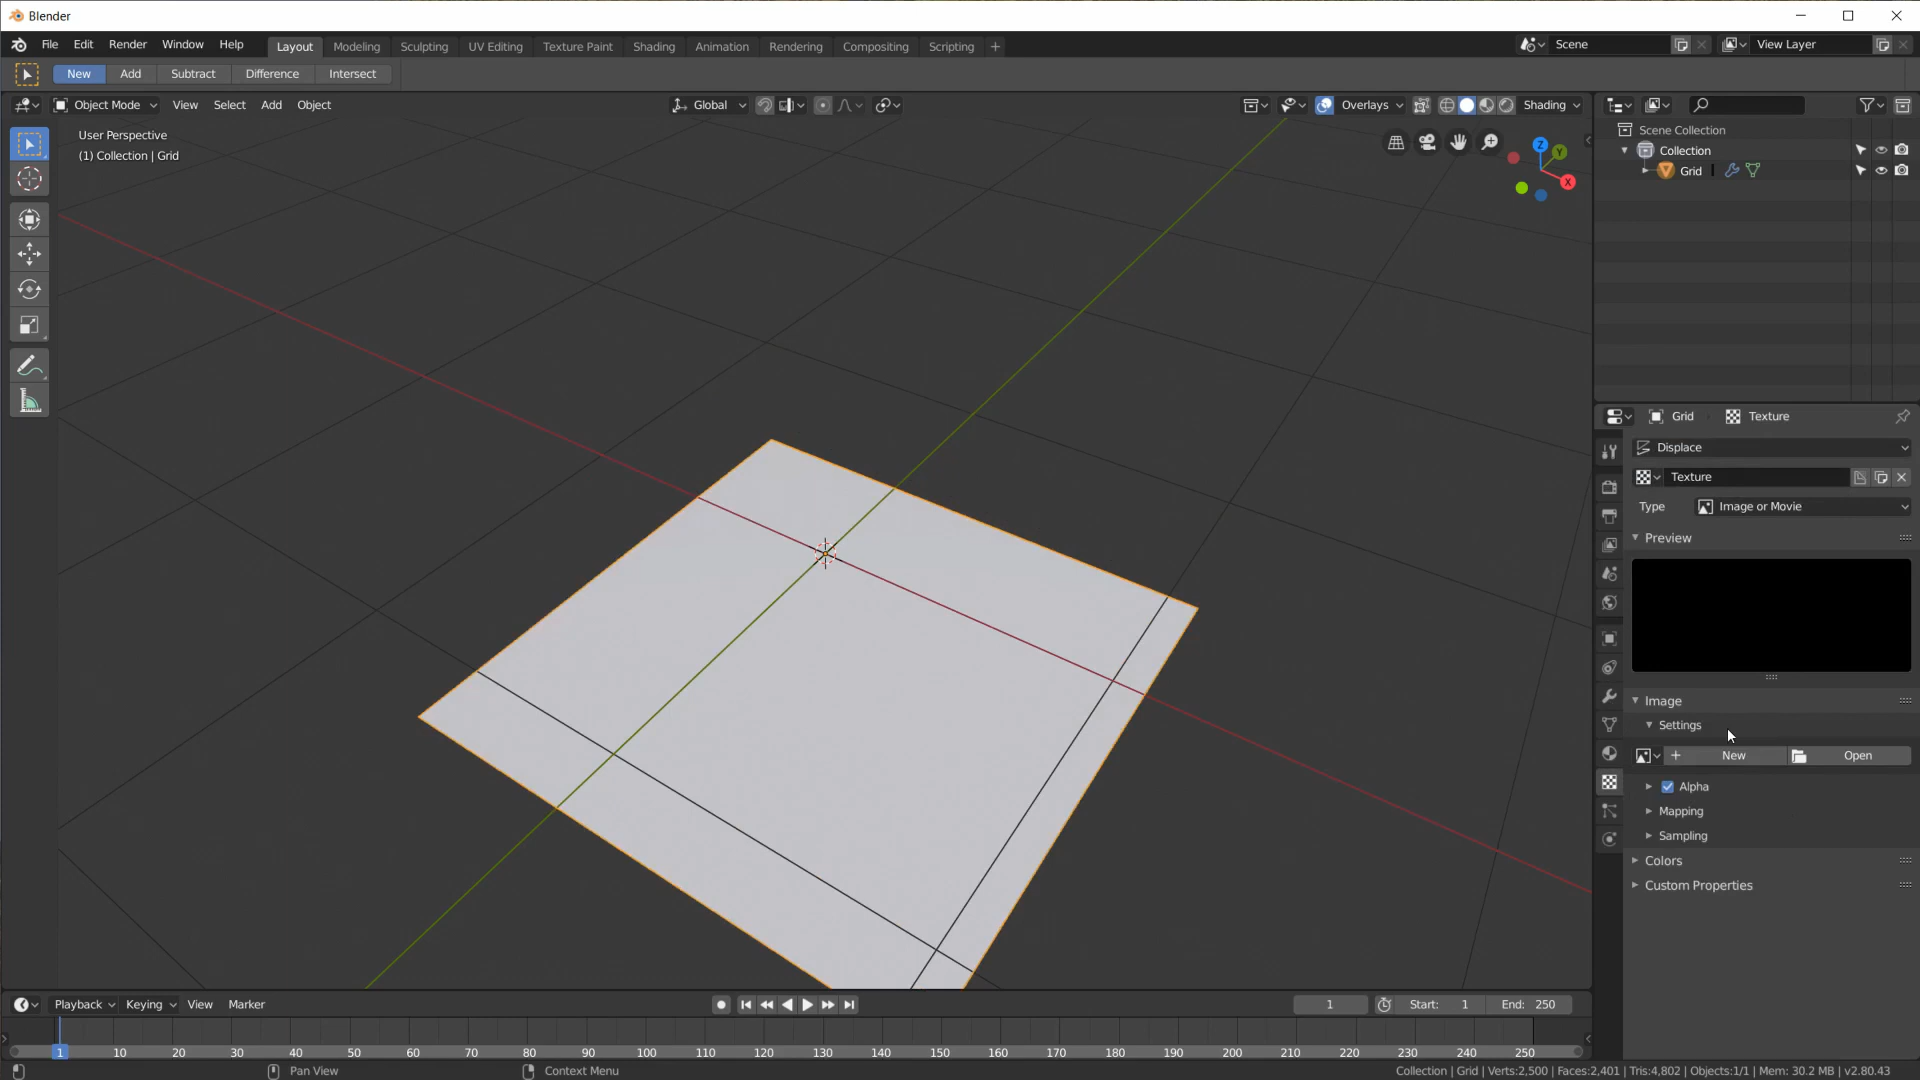 Blender
File Edit Render Window Help Layout Modeling Sculpting UV Editing Texture Paint Shading Animation Rendering Compositing Scripting + Scene View Layer
New Add Subtract Difference Intersect
Object Mode View Select Add Object Global Overlays Shading
User Perspective
(1) Collection | Grid
Z
Y
X
Scene Collection
Collection
Grid
Grid Texture
Displace
Texture
Type Image or Movie
Preview
Image
Settings
+ New Open
Alpha
Mapping
Sampling
Colors
Custom Properties
Playback Keying View Marker 1 Start: 1 End: 250
1 10 20 30 40 50 60 70 80 90 100 110 120 130 140 150 160 170 180 190 200 210 220 230 240 250
Pan View Context Menu Collection | Grid | Verts:2,500 | Faces:2,401 | Tris:4,802 | Objects:1/1 | Mem: 30.2 MB | v2.80.43